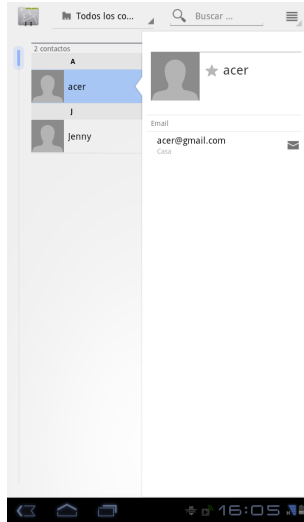 Todos los co...
Buscar ...
2 contactos
A
acer
J
Jenny
acer
Email
acer@gmail.com
Casa
16:05